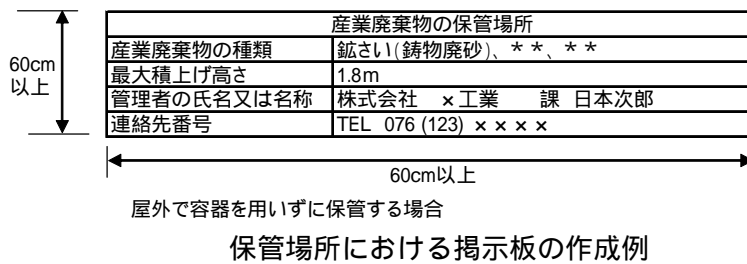 産業廃棄物の保管場所
産業廃棄物の種類 鉱さい(鋳物廃砂)、＊＊、＊＊
最大積上げ高さ 1.8m
管理者の氏名又は名称 株式会社 ×工業 課 日本次郎
連絡先番号 TEL 076 (123) ××××
60cm
以上
60cm以上
屋外で容器を用いずに保管する場合
保管場所における掲示板の作成例